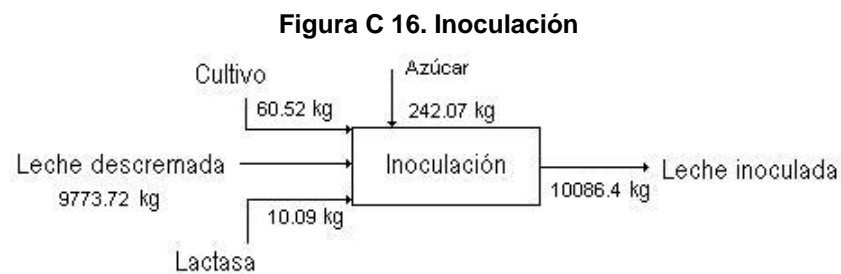 Figura C 16. Inoculación
Cultivo
Azúcar
60.52 kg
242.07 kg
Leche descremada
Inoculación
Leche inoculada
9773.72 kg
10086.4 kg
10.09 kg
Lactasa